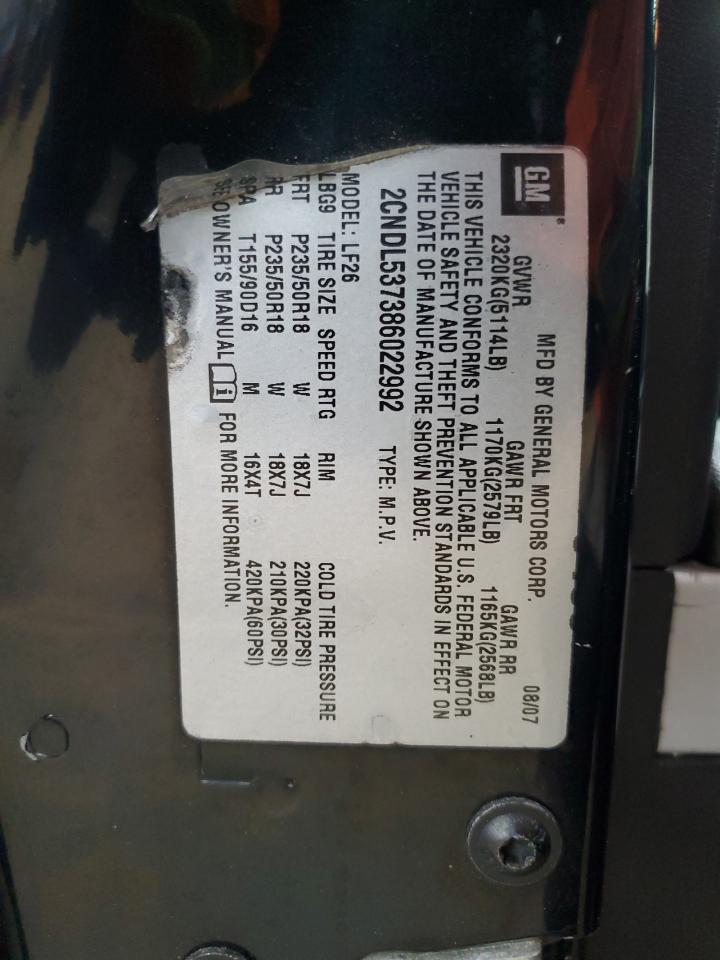 GM ®
MFD BY GENERAL MOTORS CORP. 08/07
GVWR GAWR FRT GAWR RR
2320KG(5114LB) 1170KG(2579LB) 1165KG(2568LB)
THIS VEHICLE CONFORMS TO ALL APPLICABLE U.S. FEDERAL MOTOR
VEHICLE SAFETY AND THEFT PREVENTION STANDARDS IN EFFECT ON
THE DATE OF MANUFACTURE SHOWN ABOVE.
2CNDL537386022992 TYPE: M.P.V.
MODEL: LF26
LBG9 TIRE SIZE SPEED RTG RIM COLD TIRE PRESSURE
FRT P235/50R18 W 18X7J 220KPA(32PSI)
RR P235/50R18 W 18X7J 210KPA(30PSI)
SPA T155/90D16 M 16X4T 420KPA(60PSI)
SEE OWNER'S MANUAL FOR MORE INFORMATION.